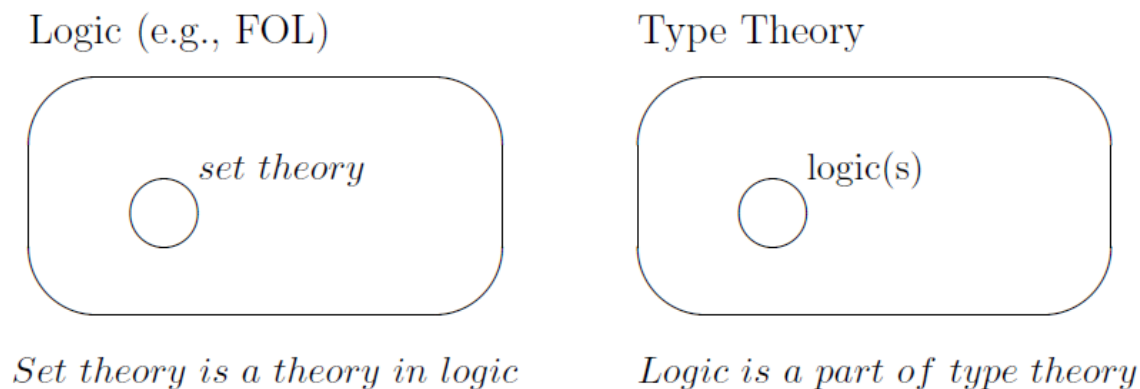 Logic (e.g., FOL)
set theory
Set theory is a theory in logic
Type Theory
logic(s)
Logic is a part of type theory